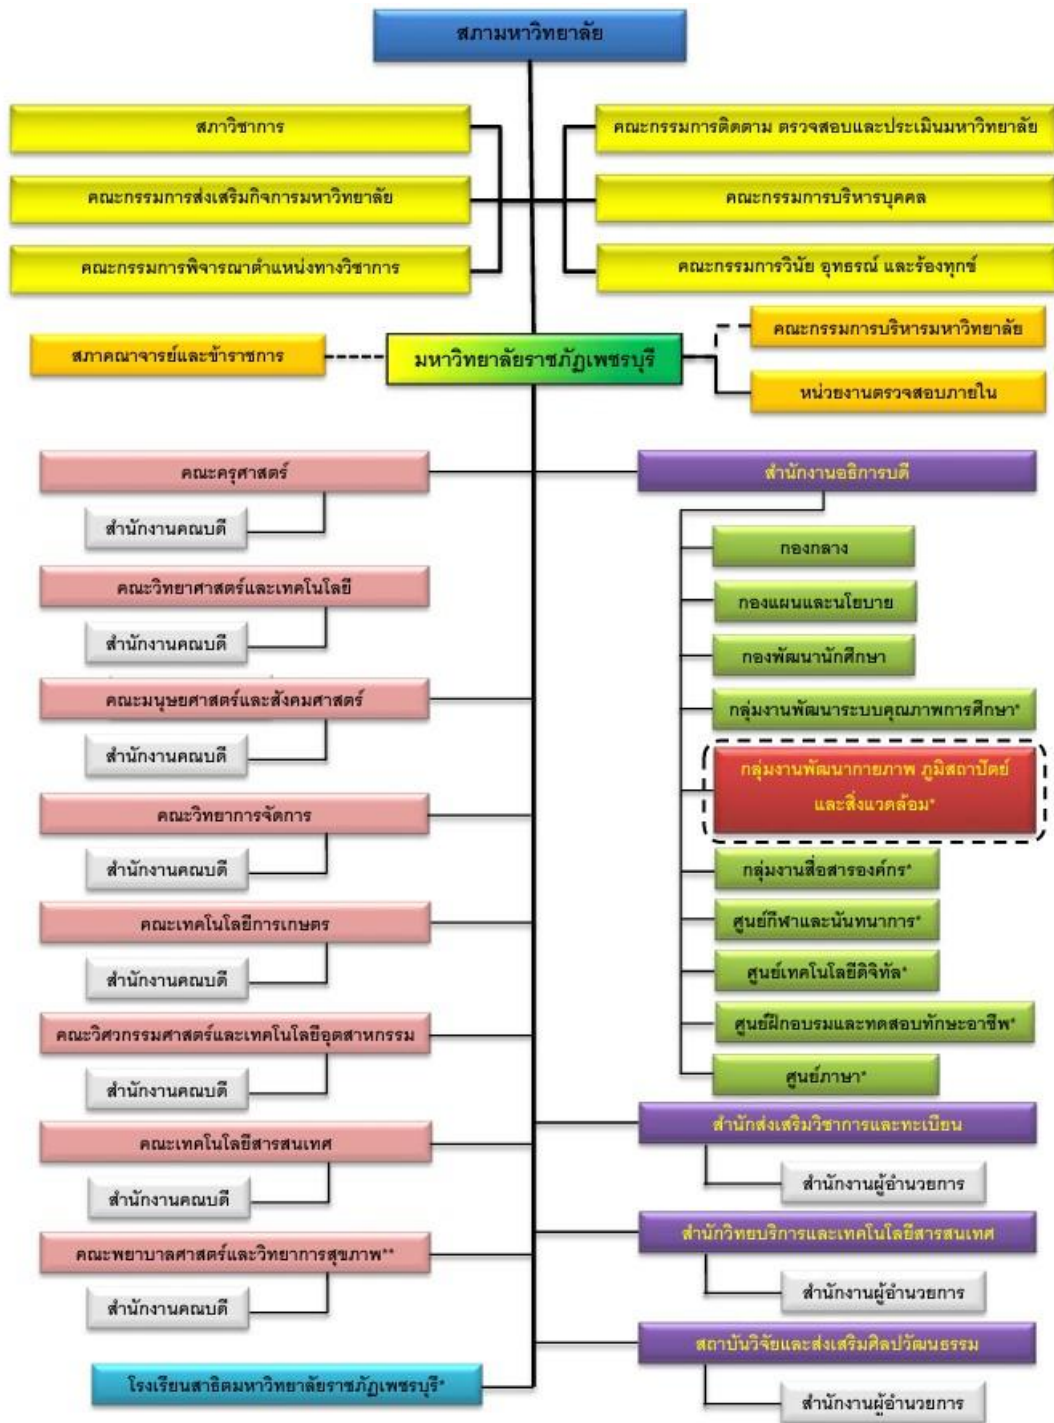 สภามหาวิทยาลัย
สภาวิชาการ
คณะกรรมการติดตาม ตรวจสอบและประเมินมหาวิทยาลัย
คณะกรรมการส่งเสริมกิจการมหาวิทยาลัย
คณะกรรมการบริหารบุคคล
คณะกรรมการพิจารณาตำแหน่งทางวิชาการ
คณะกรรมการวินัย อุทธรณ์ และร้องทุกข์
คณะกรรมการบริหารมหาวิทยาลัย
สภาคณาจารย์และข้าราชการ
มหาวิทยาลัยราชภัฏเพชรบุรี
หน่วยงานตรวจสอบภายใน
คณะครุศาสตร์
สำนักงานคณบดี
คณะวิทยาศาสตร์และเทคโนโลยี
สำนักงานคณบดี
คณะมนุษยศาสตร์และสังคมศาสตร์
สำนักงานคณบดี
คณะวิทยาการจัดการ
สำนักงานคณบดี
คณะเทคโนโลยีการเกษตร
สำนักงานคณบดี
คณะวิศวกรรมศาสตร์และเทคโนโลยีอุตสาหกรรม
สำนักงานคณบดี
คณะเทคโนโลยีสารสนเทศ
สำนักงานคณบดี
คณะพยาบาลศาสตร์และวิทยาการสุขภาพ**
สำนักงานคณบดี
โรงเรียนสาธิตมหาวิทยาลัยราชภัฏเพชรบุรี*
สำนักงานอธิการบดี
กองกลาง
กองแผนและนโยบาย
กองพัฒนานักศึกษา
กลุ่มงานพัฒนาระบบคุณภาพการศึกษา*
กลุ่มงานพัฒนากายภาพ ภูมิสถาปัตย์
และสิ่งแวดล้อม*
กลุ่มงานสื่อสารองค์กร*
ศูนย์กีฬาและนันทนาการ*
ศูนย์เทคโนโลยีดิจิทัล*
ศูนย์ฝึกอบรมและทดสอบทักษะอาชีพ*
ศูนย์ภาษา*
สำนักส่งเสริมวิชาการและทะเบียน
สำนักงานผู้อำนวยการ
สำนักวิทยบริการและเทคโนโลยีสารสนเทศ
สำนักงานผู้อำนวยการ
สถาบันวิจัยและส่งเสริมศิลปวัฒนธรรม
สำนักงานผู้อำนวยการ